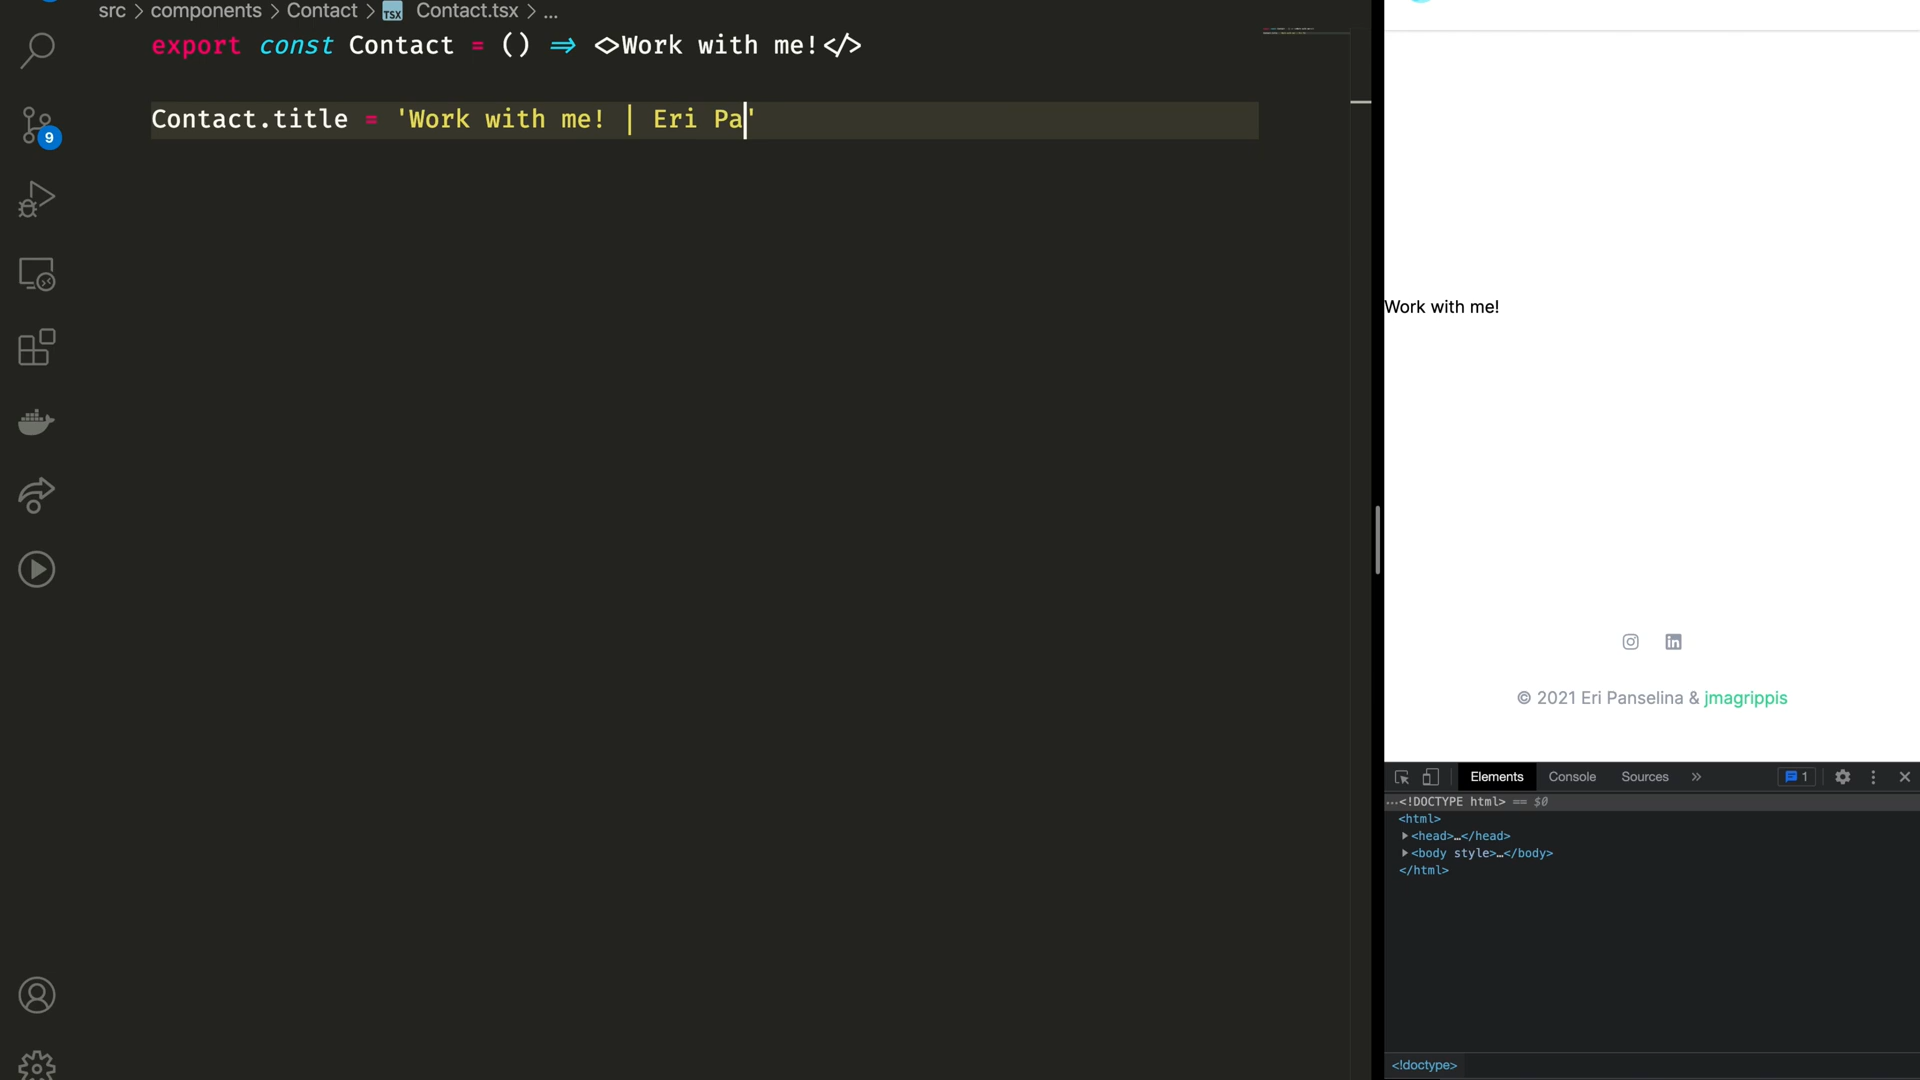 src > components > Contact > TSX Contact.tsx > ...
export const Contact = () => <>Work with me!</>
Contact.title = 'Work with me! | Eri Pa'
9
Work with me!
© 2021 Eri Panselina & jmagrippis
Elements Console Sources » 1
...<!DOCTYPE html> == $0
<html>
<head>…</head>
<body style>…</body>
</html>
<!doctype>